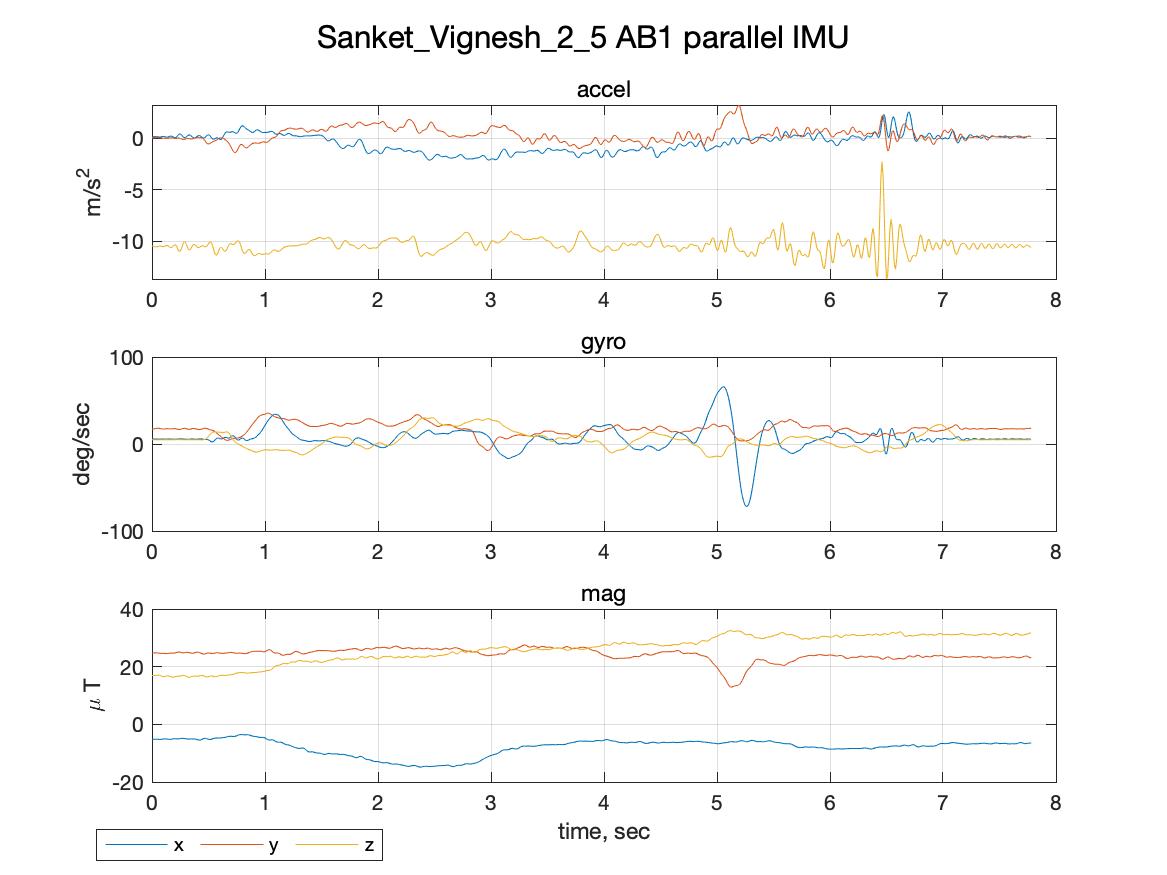 Sanket_Vignesh_2_5 AB1 parallel IMU
accel
m/s²
0
-5
-10
0 1 2 3 4 5 6 7 8
gyro
deg/sec
100
0
-100
0 1 2 3 4 5 6 7 8
mag
μ T
40
20
0
-20
0 1 2 3 4 5 6 7 8
time, sec
x y z